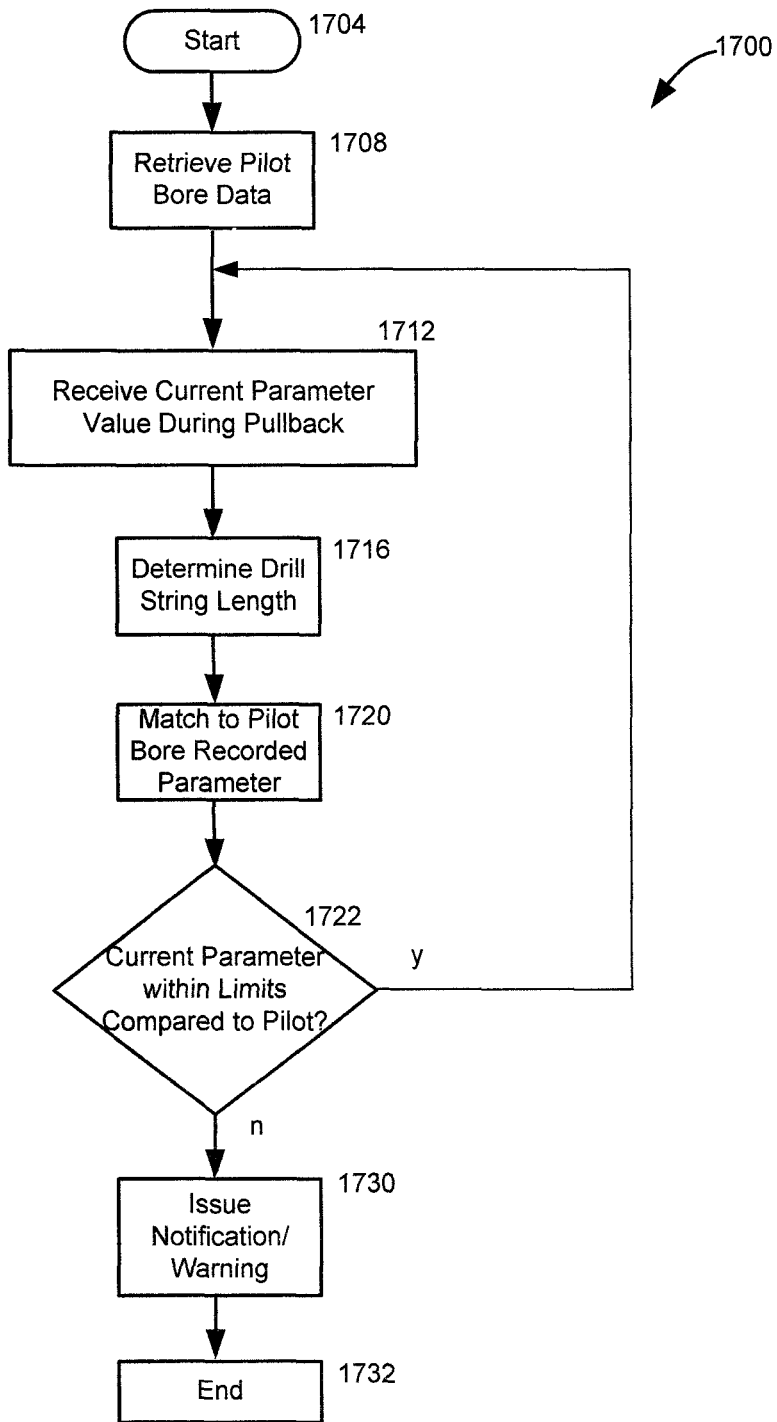 Start
1704
1700
1708
Retrieve Pilot
Bore Data
1712
Receive Current Parameter
Value During Pullback
1716
Determine Drill
String Length
1720
Match to Pilot
Bore Recorded
Parameter
1722
Current Parameter
within Limits
Compared to Pilot?
y
n
1730
Issue
Notification/
Warning
End
1732